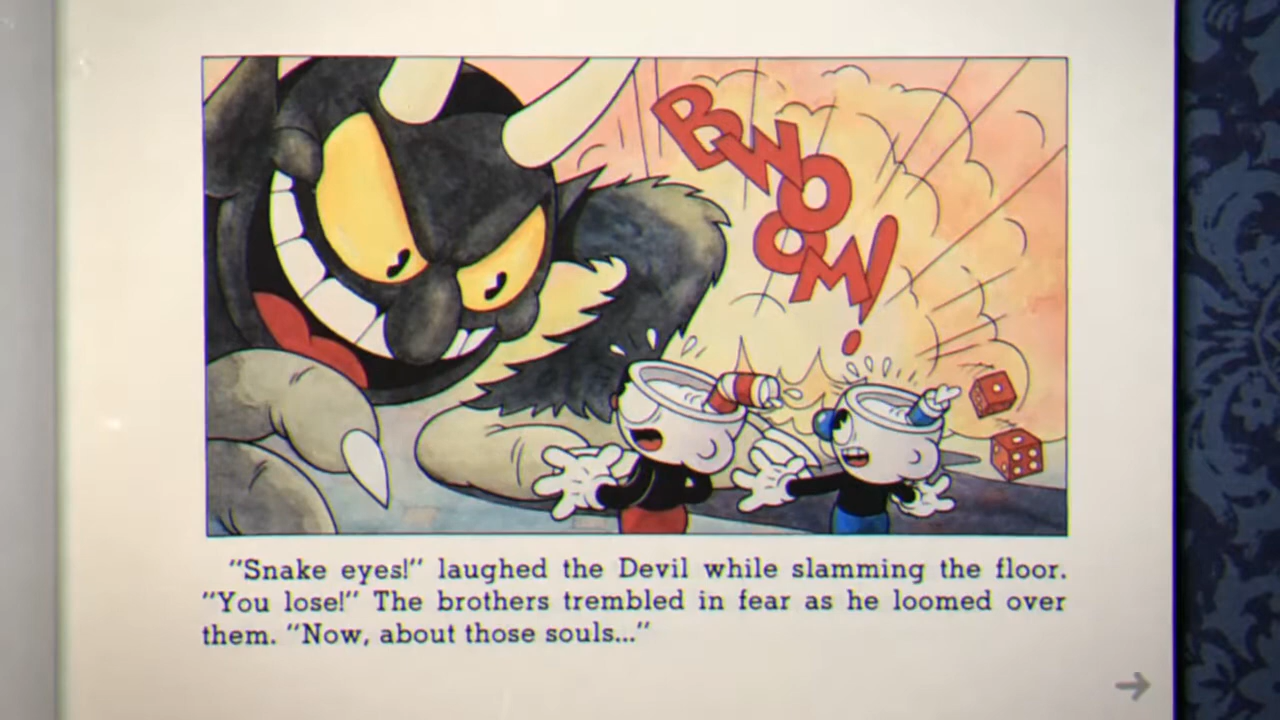 BWOOM!
"Snake eyes!" laughed the Devil while slamming the floor.
"You lose!" The brothers trembled in fear as he loomed over
them. "Now, about those souls..."